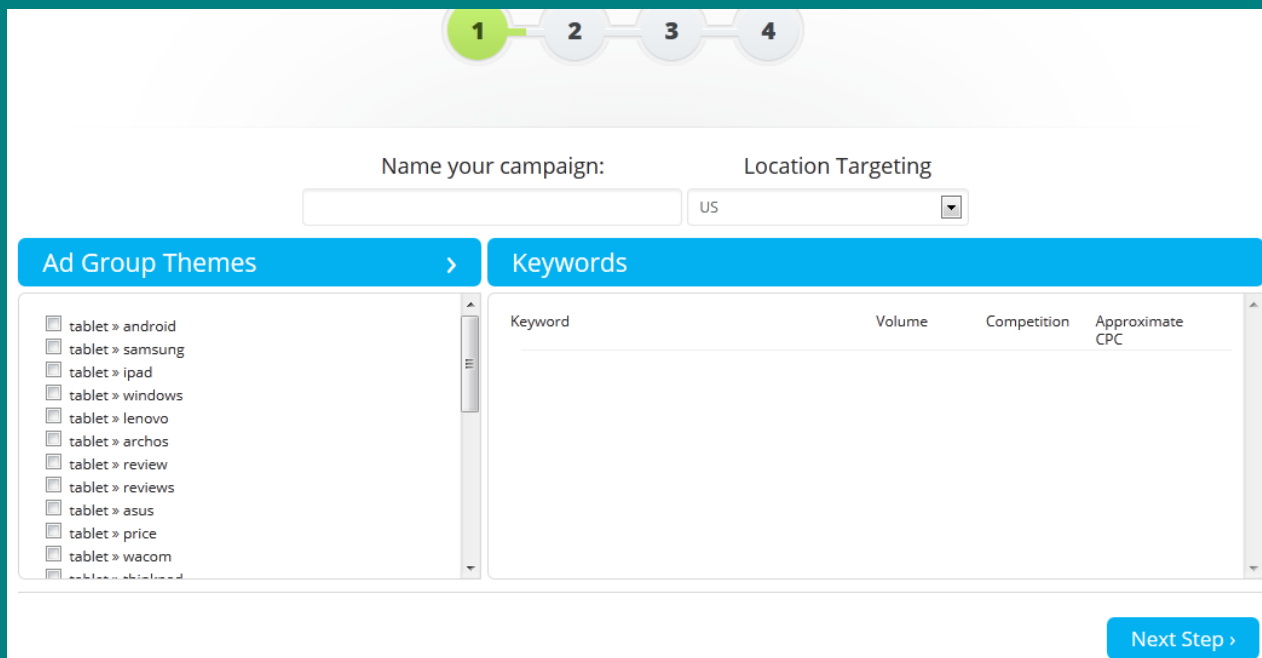 1 2 3 4
Name your campaign: Location Targeting
US
Ad Group Themes › Keywords
Keyword Volume Competition Approximate
CPC
tablet » android
tablet » samsung
tablet » ipad
tablet » windows
tablet » lenovo
tablet » archos
tablet » review
tablet » reviews
tablet » asus
tablet » price
tablet » wacom
tablet » thinkpad
Next Step ›